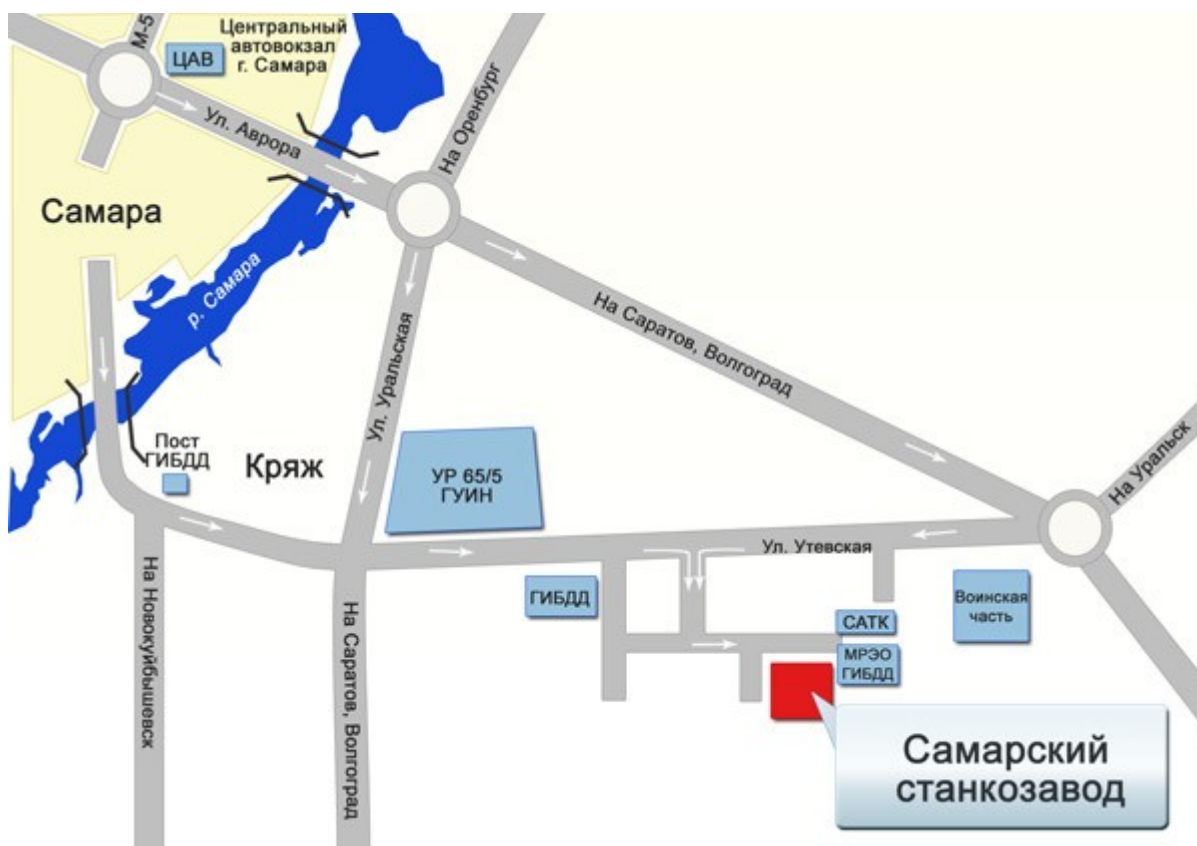 М-5
ЦАВ
Центральный
автовокзал
г. Самара
Ул. Аврора
На Оренбург
Самара
р. Самара
На Саратов, Волгоград
Ул. Уральская
Пост
ГИБДД
Кряж
УР 65/5
ГУИН
На Уральск
Ул. Утевская
На Новокуйбышевск
На Саратов, Волгоград
ГИБДД
Воинская
часть
САТК
МРЭО
ГИБДД
Самарский
станкозавод